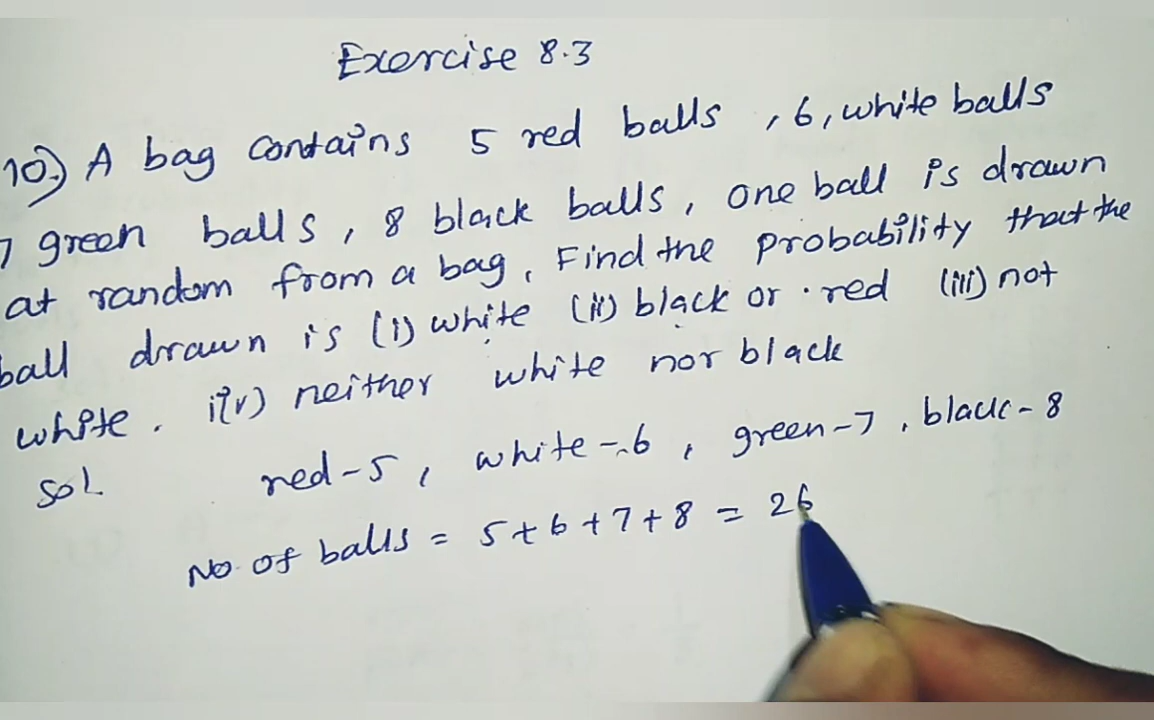 Exercise 8.3
10.) A bag contains 5 red balls , 6, white balls
7 green balls, 8 black balls, one ball is drawn
at random from a bag. Find the probability that the
ball drawn is (i) white (ii) black or red (iii) not
white. (iv) neither white nor black
sol red-5, white-6, green-7, black-8
No. of balls = 5+6+7+8 = 26